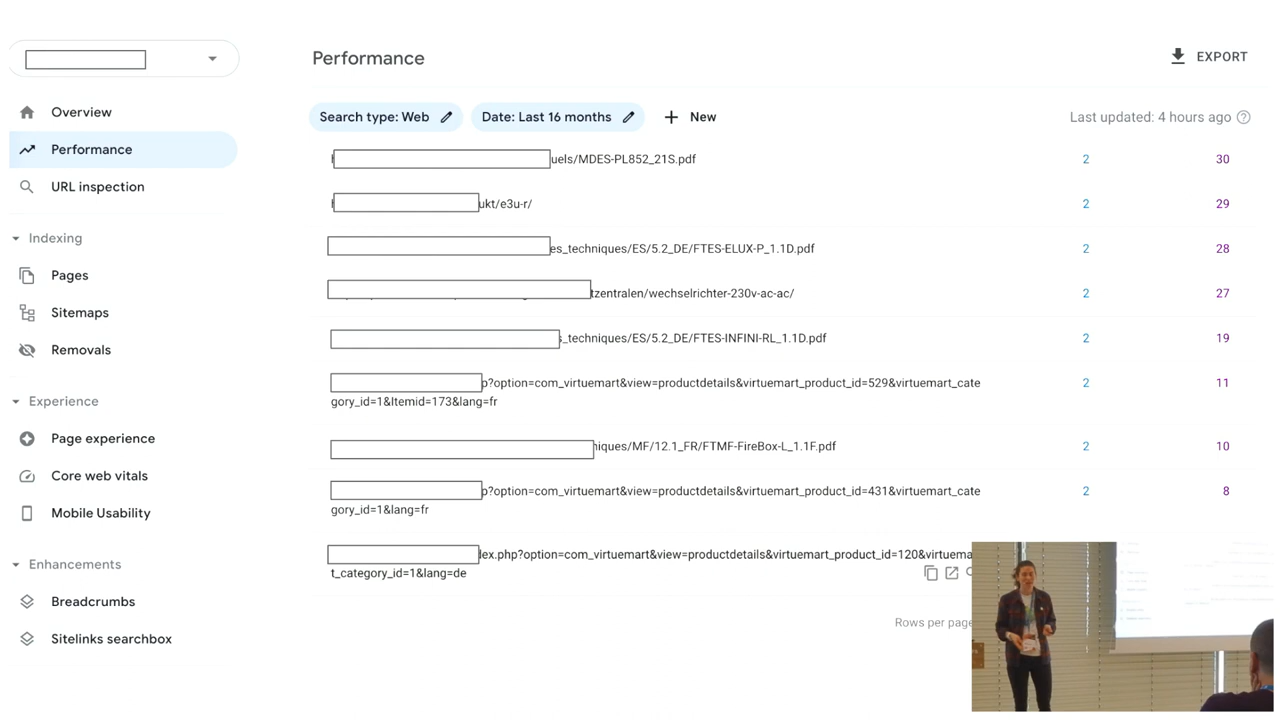 Performance
EXPORT
Overview
Performance
URL inspection
Indexing
Pages
Sitemaps
Removals
Experience
Page experience
Core web vitals
Mobile Usability
Enhancements
Breadcrumbs
Sitelinks searchbox
Search type: Web
Date: Last 16 months
New
Last updated: 4 hours ago
uels/MDES-PL852_21S.pdf 2 30
ukt/e3u-r/ 2 29
es_techniques/ES/5.2_DE/FTES-ELUX-P_1.1D.pdf 2 28
tzentralen/wechselrichter-230v-ac-ac/ 2 27
s_techniques/ES/5.2_DE/FTES-INFINI-RL_1.1D.pdf 2 19
p?option=com_virtuemart&view=productdetails&virtuemart_product_id=529&virtuemart_cate 2 11
gory_id=1&Itemid=173&lang=fr
niques/MF/12.1_FR/FTMF-FireBox-L_1.1F.pdf 2 10
p?option=com_virtuemart&view=productdetails&virtuemart_product_id=431&virtuemart_cate 2 8
gory_id=1&lang=fr
dex.php?option=com_virtuemart&view=productdetails&virtuemart_product_id=120&virtuema
t_category_id=1&lang=de
Rows per page